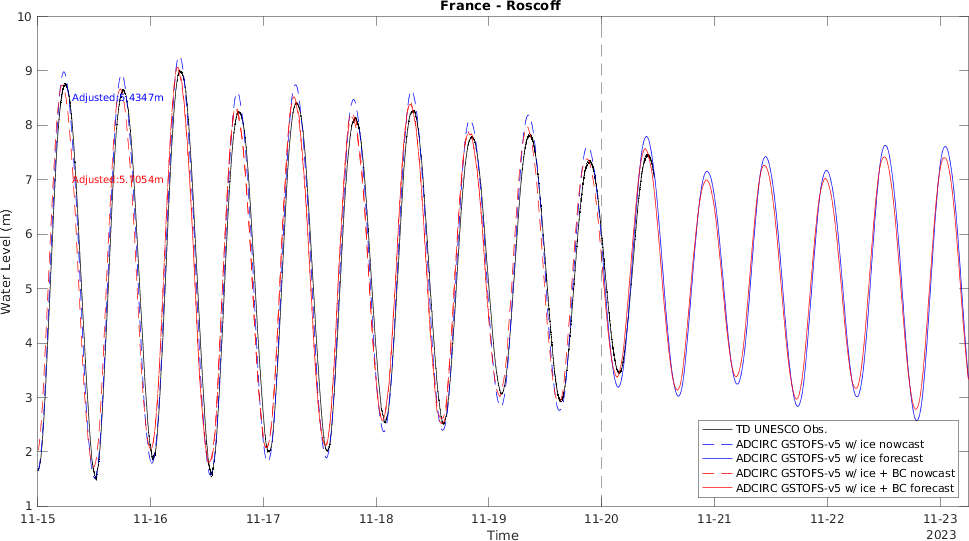 France - Roscoff
10
9
8
7
6
5
4
3
2
1
Water Level (m)
Adjusted:5.4347m
Adjusted:5.1054m
TD UNESCO Obs.
ADCIRC GSTOFS-v5 w/ ice nowcast
ADCIRC GSTOFS-v5 w/ ice forecast
ADCIRC GSTOFS-v5 w/ ice + BC nowcast
ADCIRC GSTOFS-v5 w/ ice + BC forecast
11-15
11-16
11-17
11-18
11-19
11-20
11-21
11-22
11-23
Time
2023